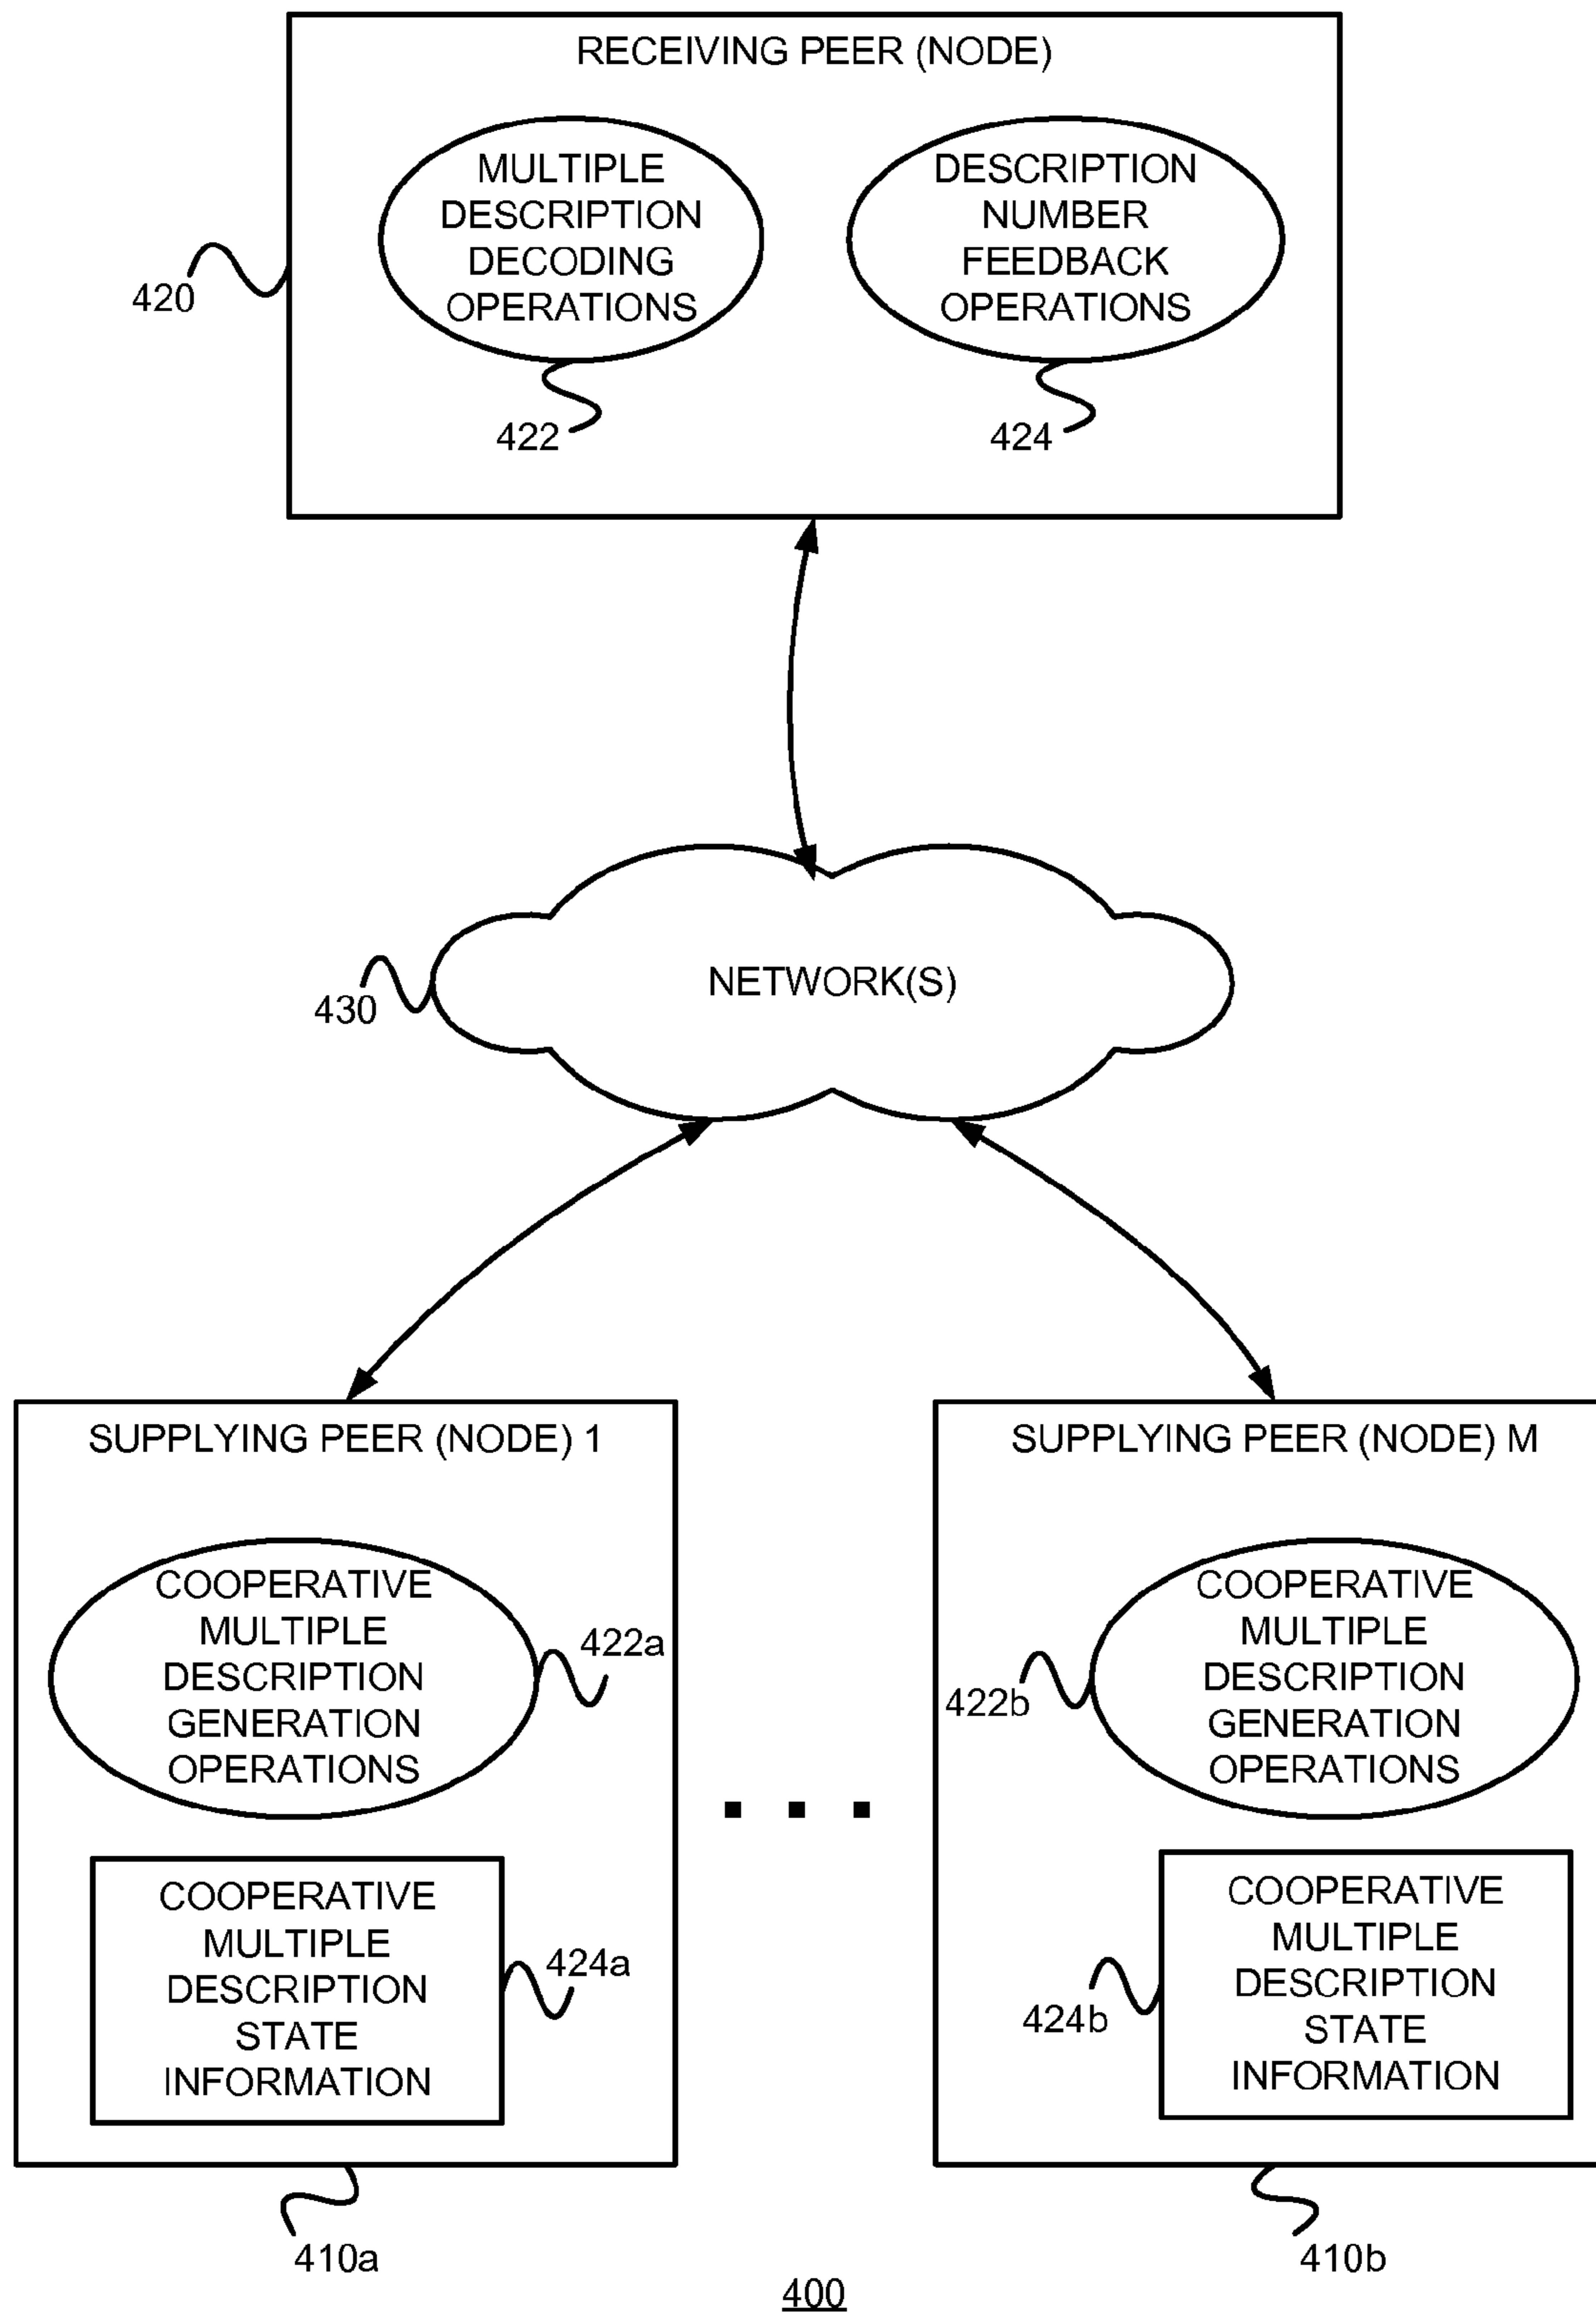 RECEIVING PEER (NODE)
MULTIPLE
DESCRIPTION
DECODING
OPERATIONS
DESCRIPTION
NUMBER
FEEDBACK
OPERATIONS
420
422
424
NETWORK(S)
430
SUPPLYING PEER (NODE) 1
COOPERATIVE
MULTIPLE
DESCRIPTION
GENERATION
OPERATIONS
422a
COOPERATIVE
MULTIPLE
DESCRIPTION
STATE
INFORMATION
424a
410a
SUPPLYING PEER (NODE) M
COOPERATIVE
MULTIPLE
DESCRIPTION
GENERATION
OPERATIONS
422b
COOPERATIVE
MULTIPLE
DESCRIPTION
STATE
INFORMATION
424b
410b
400